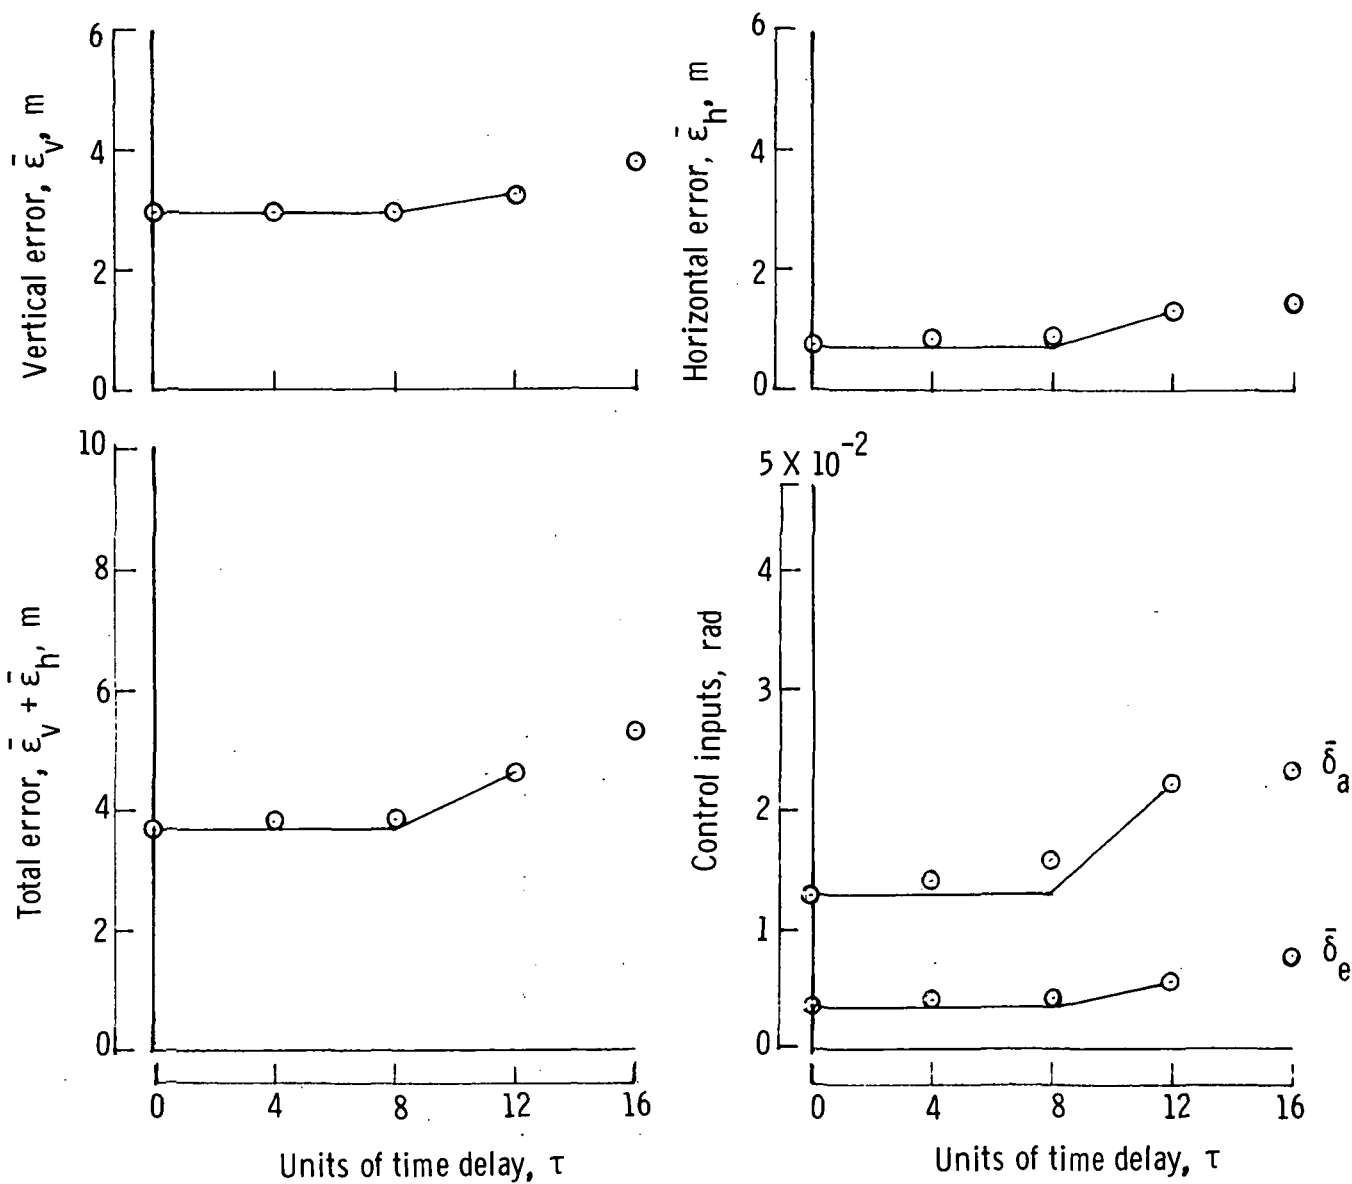 Vertical error, ε̄v, m
6
4
2
0
Horizontal error, ε̄h, m
6
4
2
0
Total error, ε̄v + ε̄h, m
10
8
6
4
2
0
0 4 8 12 16
Units of time delay, τ
Control inputs, rad
5 X 10-2
4
3
2
1
0
δ̄a
δ̄e
0 4 8 12 16
Units of time delay, τ